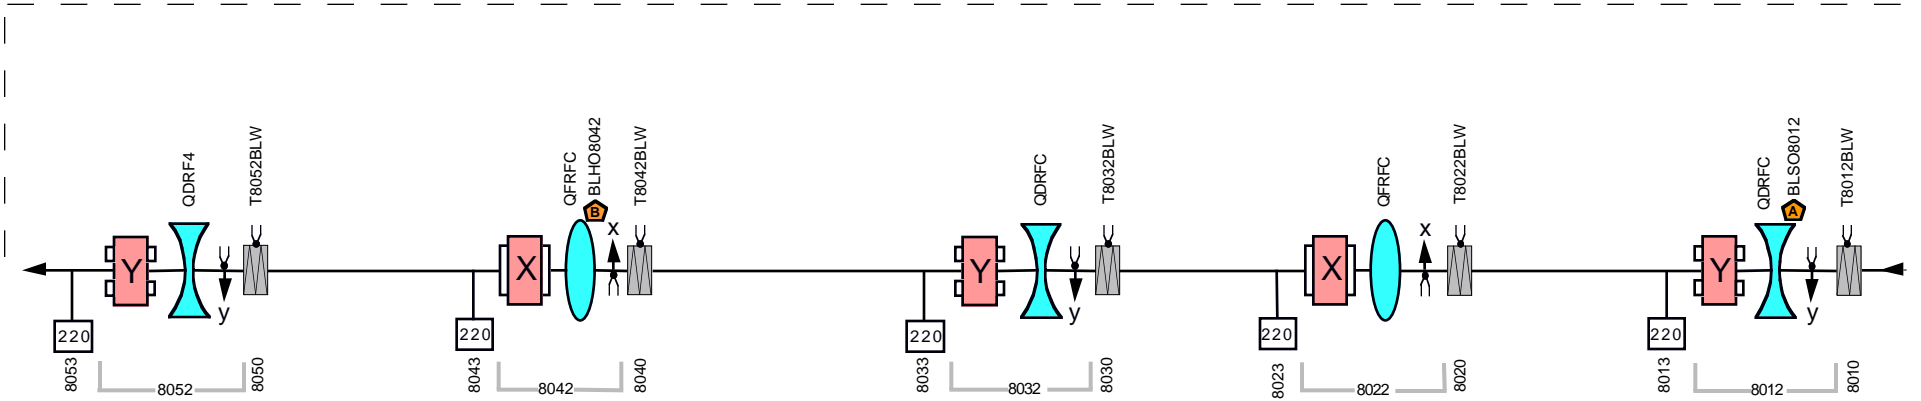 QDRF4
T8052BLW
QFRFC
BLHO8042
T8042BLW
QDRFC
T8032BLW
QFRFC
T8022BLW
QDRFC
BLSO8012
T8012BLW
B
A
x
x
Y
X
Y
X
Y
y
y
y
220
220
220
220
220
8053
8052
8050
8043
8042
8040
8033
8032
8030
8023
8022
8020
8013
8012
8010